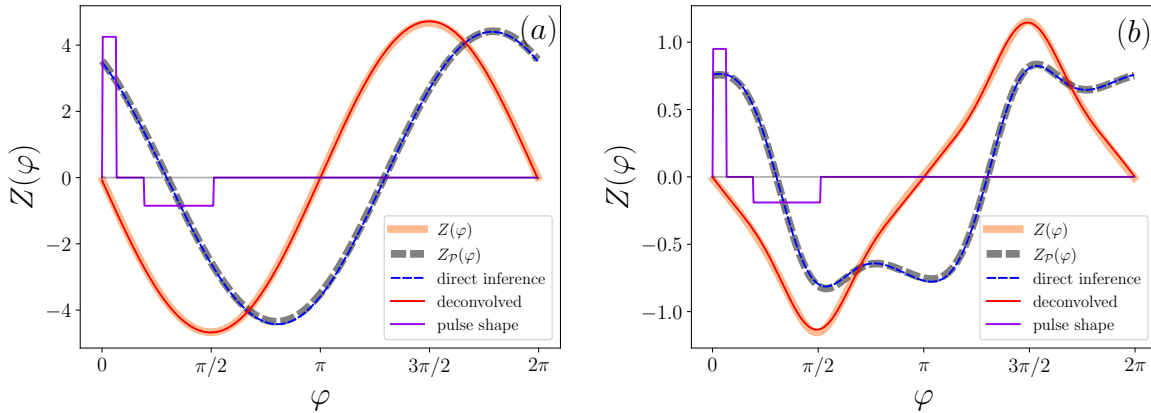 (a)
Z(φ)
4
2
0
−2
−4
0
π/2
π
3π/2
2π
φ
Z(φ)
Z_P(φ)
direct inference
deconvolved
pulse shape
(b)
Z(φ)
1.0
0.5
0.0
−0.5
−1.0
0
π/2
π
3π/2
2π
φ
Z(φ)
Z_P(φ)
direct inference
deconvolved
pulse shape